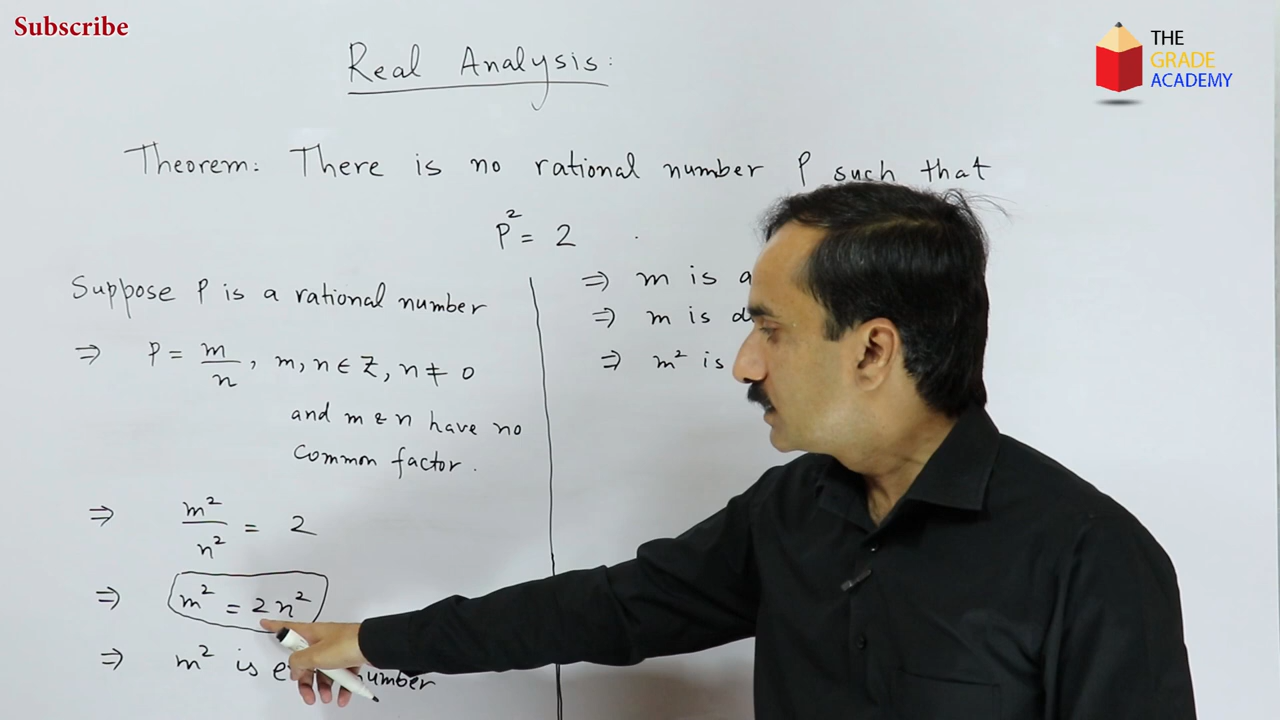 Subscribe
THE
GRADE
ACADEMY
Real Analysis:
Theorem: There is no rational number P such that
P² = 2
Suppose P is a rational number
⇒ P = m/n, m, n ∈ Z, n ≠ 0
and m & n have no
common factor.
⇒ m²/n² = 2
⇒ m² = 2n²
⇒ m² is number
⇒ m is
⇒ m is
⇒ m² is